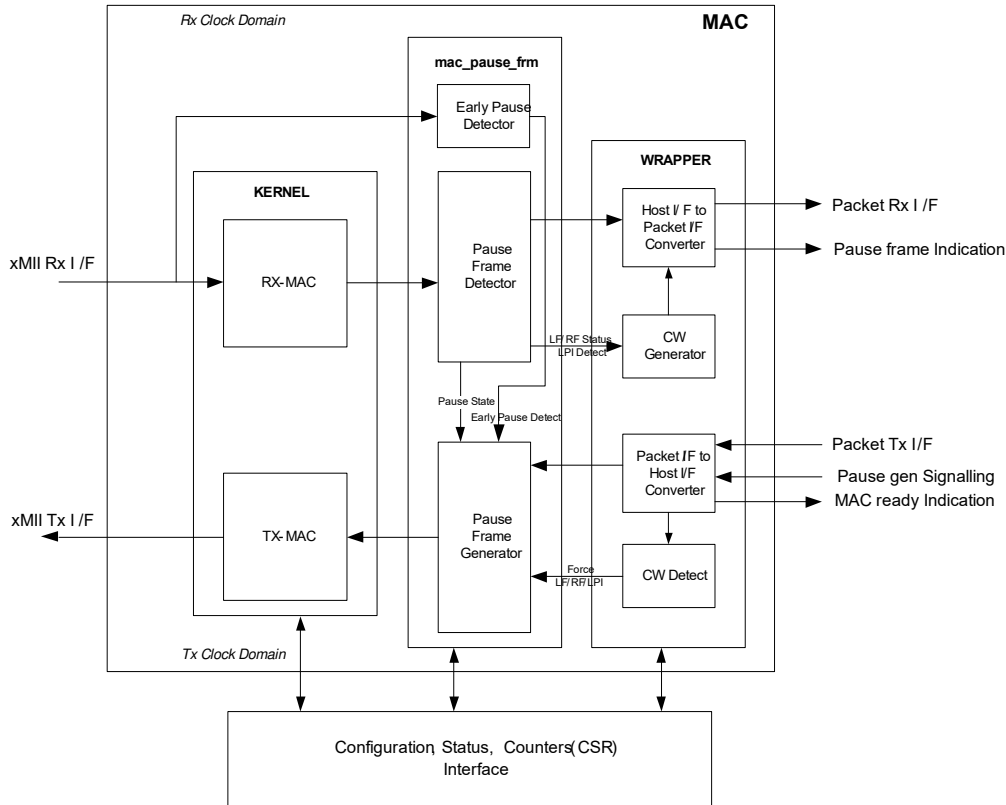 Rx Clock Domain
MAC
mac_pause_frm
Early Pause
Detector
WRAPPER
KERNEL
Host I/ F to
Packet I/F
Converter
Packet Rx I /F
Pause frame Indication
xMII Rx I /F
RX-MAC
Pause
Frame
Detector
LF/ RF Status
LPI Detect
CW
Generator
Pause State
Early Pause Detect
Packet I/F to
Host I/F
Converter
Packet Tx I/F
Pause gen Signalling
MAC ready Indication
xMII Tx I /F
TX-MAC
Pause
Frame
Generator
Force
LF/ RF/ LPI
CW Detect
Tx Clock Domain
Configuration, Status, Counters(CSR)
Interface